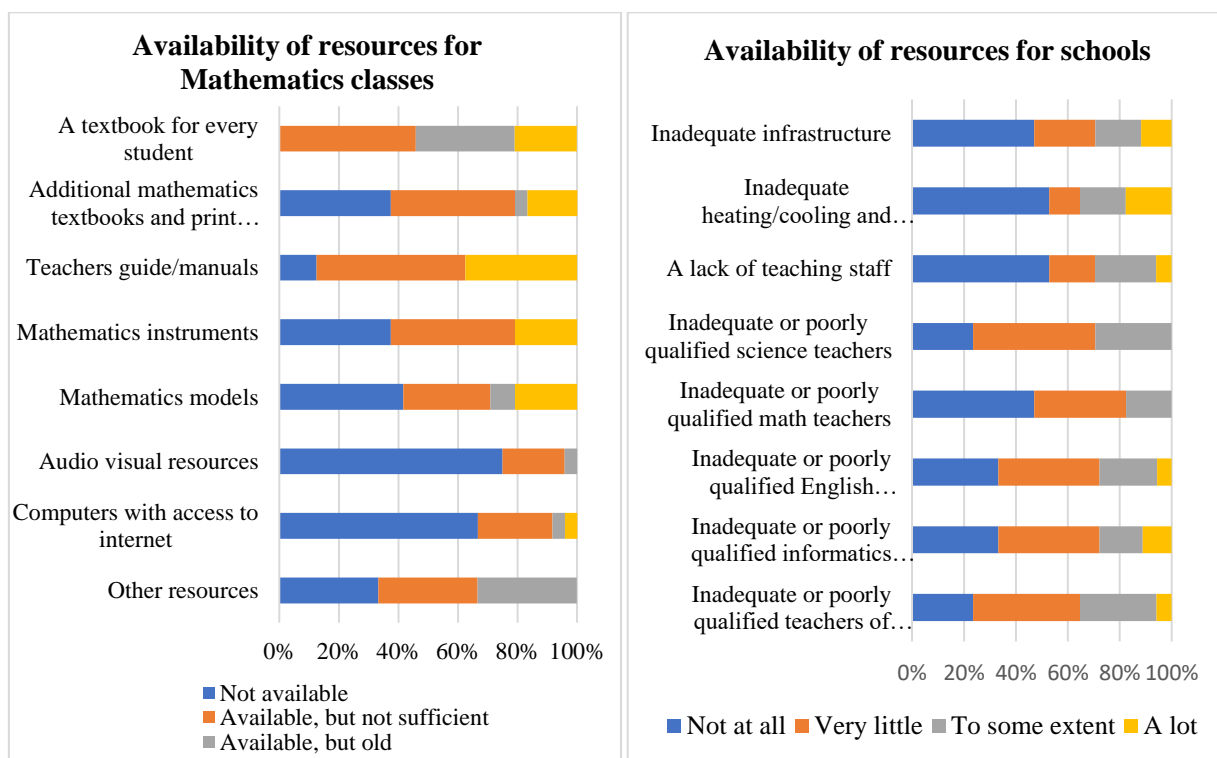 Availability of resources for
Mathematics classes
A textbook for every
student
Additional mathematics
textbooks and print…
Teachers guide/manuals
Mathematics instruments
Mathematics models
Audio visual resources
Computers with access to
internet
Other resources
0% 20% 40% 60% 80% 100%
Not available
Available, but not sufficient
Available, but old
Availability of resources for schools
Inadequate infrastructure
Inadequate
heating/cooling and…
A lack of teaching staff
Inadequate or poorly
qualified science teachers
Inadequate or poorly
qualified math teachers
Inadequate or poorly
qualified English…
Inadequate or poorly
qualified informatics…
Inadequate or poorly
qualified teachers of…
0% 20% 40% 60% 80% 100%
Not at all Very little To some extent A lot